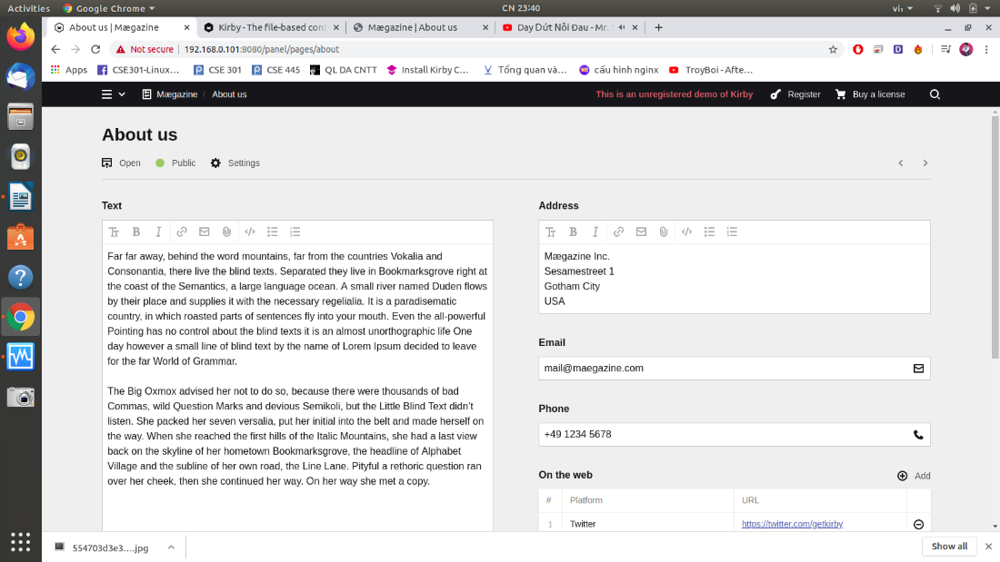 Activities
Google Chrome
CN 23:40
vi₁
About us | Mægazine
Kirby - The file-based cont
Mægazine | About us
Day Dứt Nỗi Đau - Mr.
Not secure
192.168.0.101:8080/panel/pages/about
Apps
CSE301-Linux…
CSE 301
CSE 445
QL DA CNTT
Install Kirby C…
Tổng quan và…
cấu hình nginx
TroyBoi - Afte…
Mægazine / About us
This is an unregistered demo of Kirby
Register
Buy a license
About us
Open
Public
Settings
Text
Far far away, behind the word mountains, far from the countries Vokalia and
Consonantia, there live the blind texts. Separated they live in Bookmarksgrove right at
the coast of the Semantics, a large language ocean. A small river named Duden flows
by their place and supplies it with the necessary regelialia. It is a paradisematic
country, in which roasted parts of sentences fly into your mouth. Even the all-powerful
Pointing has no control about the blind texts it is an almost unorthographic life One
day however a small line of blind text by the name of Lorem Ipsum decided to leave
for the far World of Grammar.
The Big Oxmox advised her not to do so, because there were thousands of bad
Commas, wild Question Marks and devious Semikoli, but the Little Blind Text didn't
listen. She packed her seven versalia, put her initial into the belt and made herself on
the way. When she reached the first hills of the Italic Mountains, she had a last view
back on the skyline of her hometown Bookmarksgrove, the headline of Alphabet
Village and the subline of her own road, the Line Lane. Pityful a rethoric question ran
over her cheek, then she continued her way. On her way she met a copy.
Address
Mægazine Inc.
Sesamestreet 1
Gotham City
USA
Email
mail@maegazine.com
Phone
+49 1234 5678
On the web
Add
# Platform URL
1 Twitter https://twitter.com/getkirby
554703d3e3….jpg
Show all